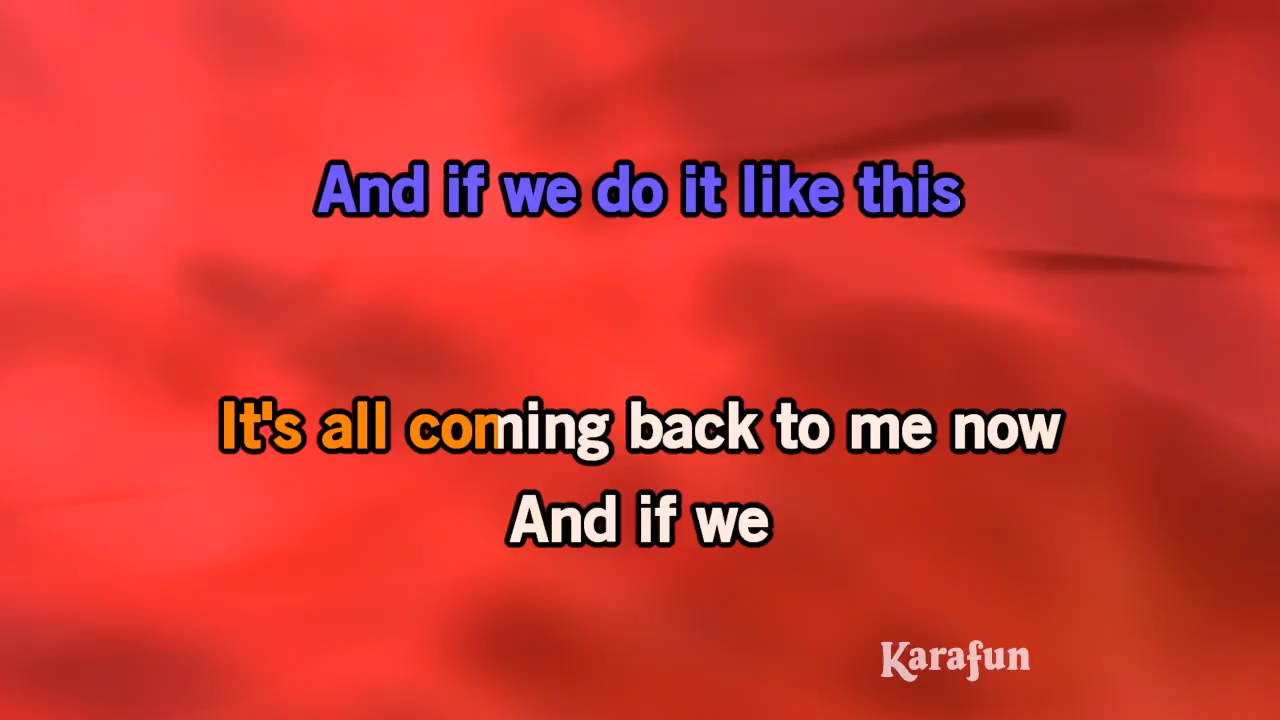 And if we do it like this
It's all coming back to me now
And if we
Karafun